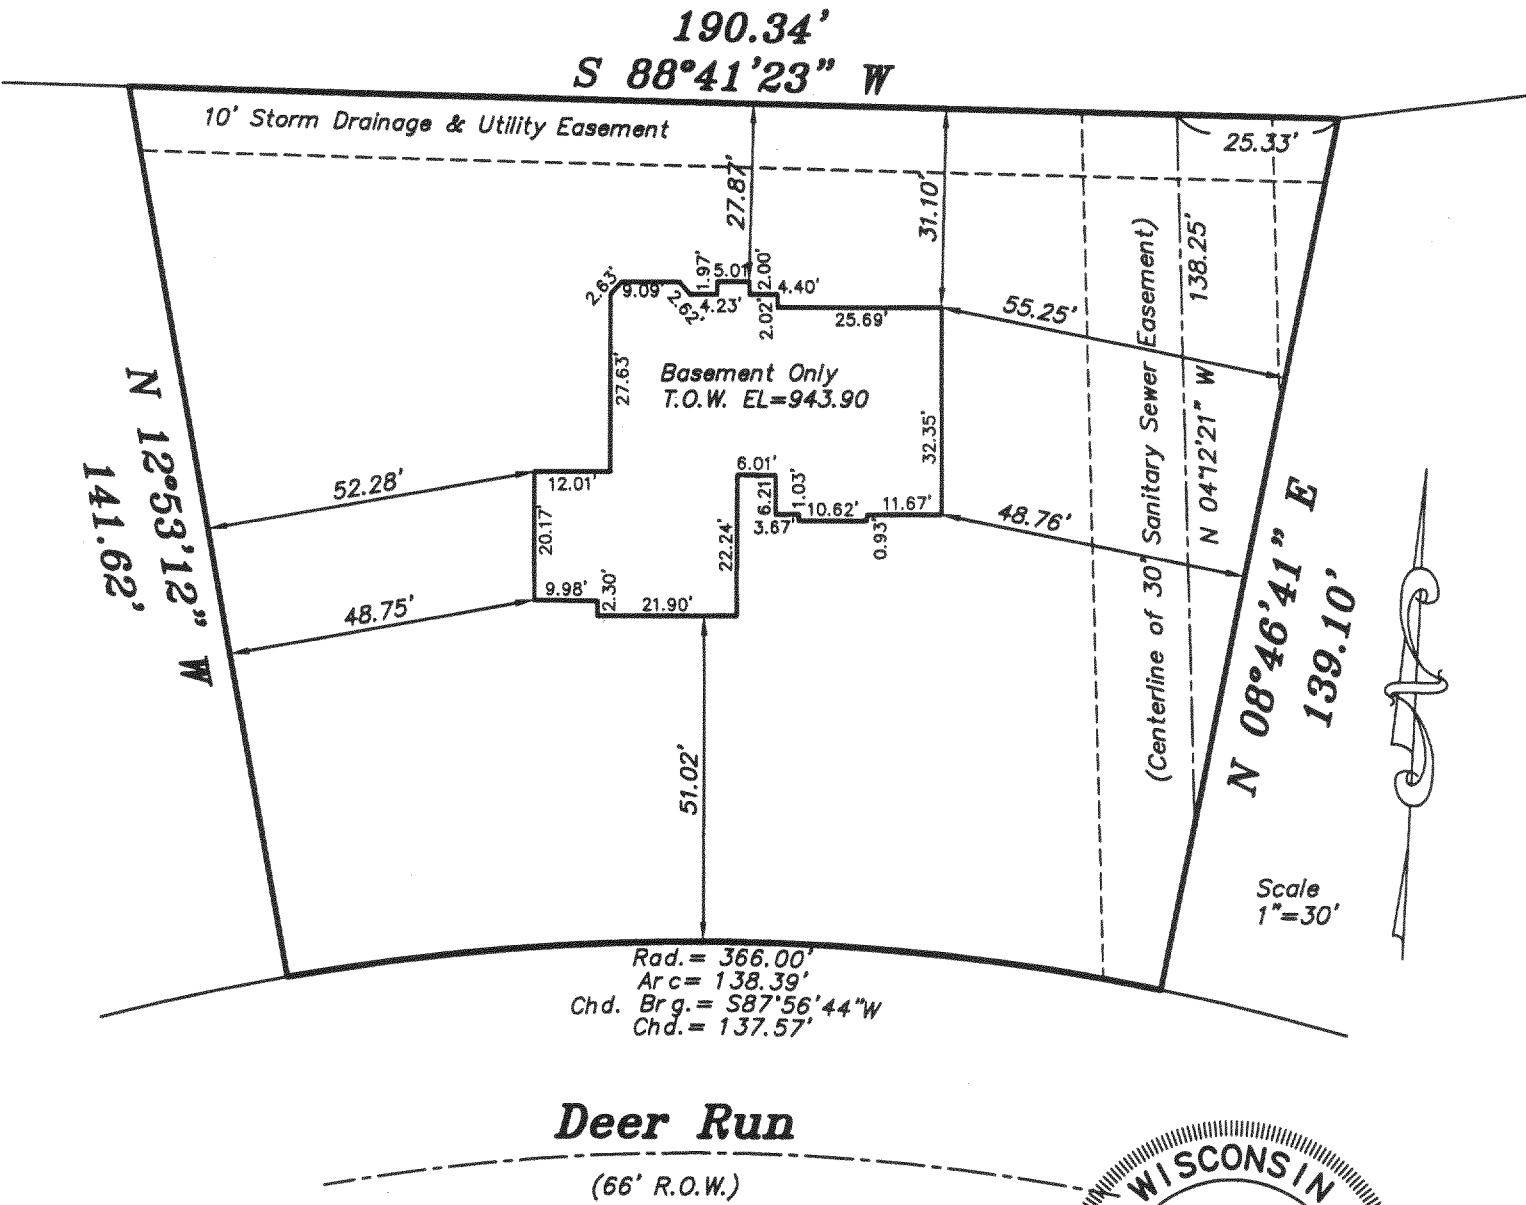 190.34'
S 88°41'23" W
10' Storm Drainage & Utility Easement
25.33'
27.87'
31.10'
138.25'
N 04°12'21" W
(Centerline of 30' Sanitary Sewer Easement)
2.63'
9.09'
2.62'
1.97'
5.01'
4.23'
2.00'
4.40'
2.02'
25.69'
55.25'
27.63'
Basement Only
T.O.W. EL=943.90
32.35'
N 12°53'12" W
141.62'
52.28'
12.01'
20.17'
6.01'
6.21'
1.03'
3.67'
10.62'
11.67'
0.93'
48.76'
22.24'
9.98'
2.30'
21.90'
48.75'
N 08°46'41" E
139.10'
51.02'
Scale
1"=30'
Rad.= 366.00'
Arc= 138.39'
Chd. Brg.= S87°56'44"W
Chd.= 137.57'
Deer Run
(66' R.O.W.)
WISCONSIN